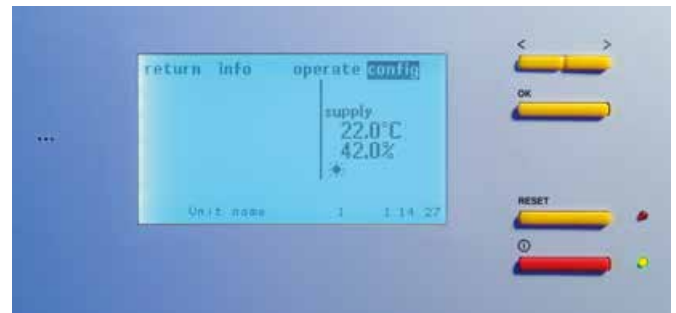 return info operate config
supply
22.0°C
42.0%
Unit name 1 1 14 27
...
< >
OK
RESET